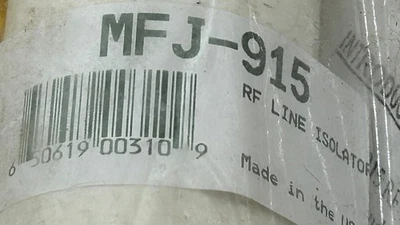 MFJ-915
RF LINE ISOLATOR
6 50619 00310 9
Made in the